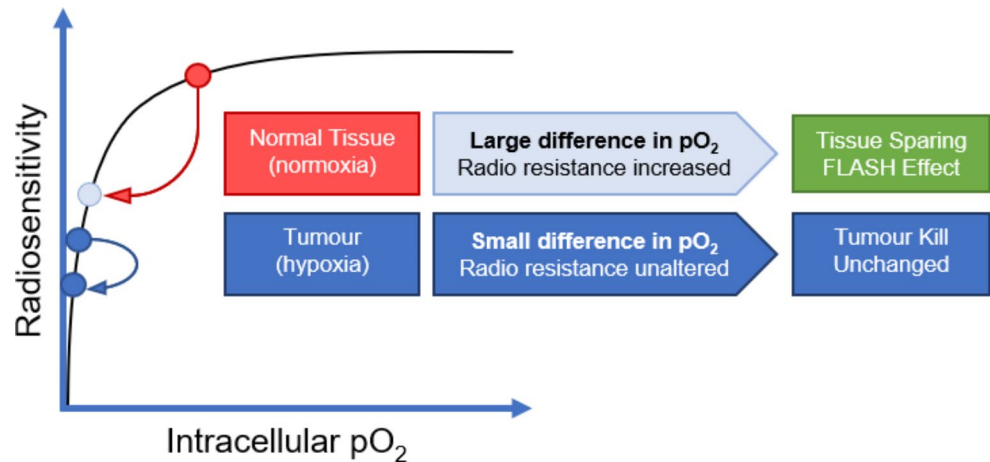 Radiosensitivity
Normal Tissue
(normoxia)
Large difference in pO₂
Radio resistance increased
Tissue Sparing
FLASH Effect
Tumour
(hypoxia)
Small difference in pO₂
Radio resistance unaltered
Tumour Kill
Unchanged
Intracellular pO₂